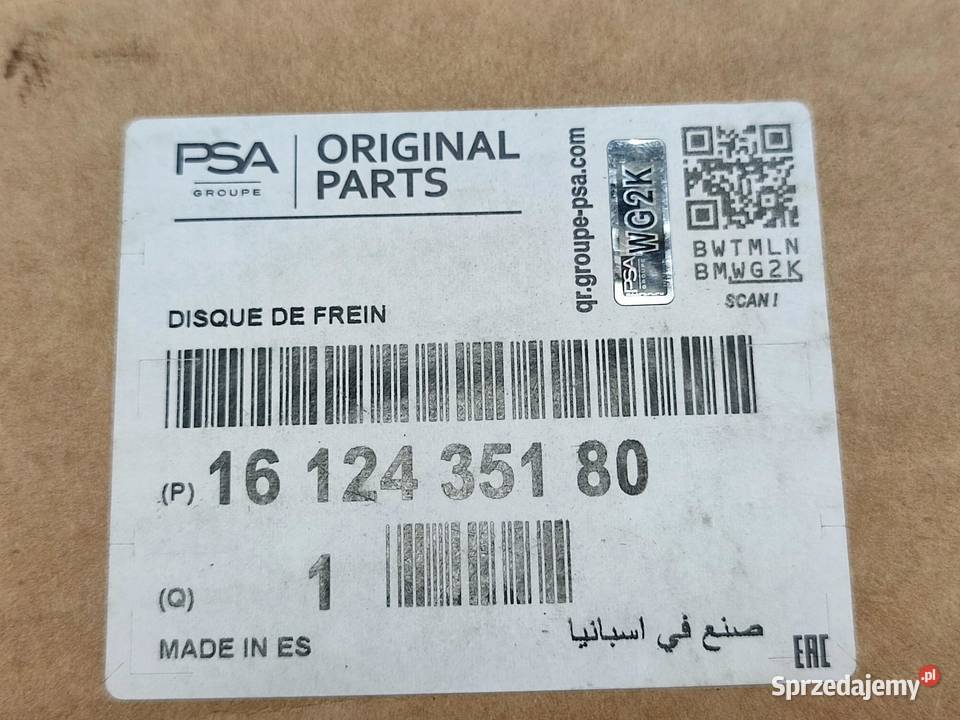 PSA
GROUPE
ORIGINAL
PARTS
qr.groupe-psa.com
PSA
GROUPE
WG2K
BWTMLN
BMWG2K
SCAN!
DISQUE DE FREIN
(P) 16 124 351 80
(Q) 1
MADE IN ES
صنع في اسبانيا
EAC
Sprzedajemy.pl